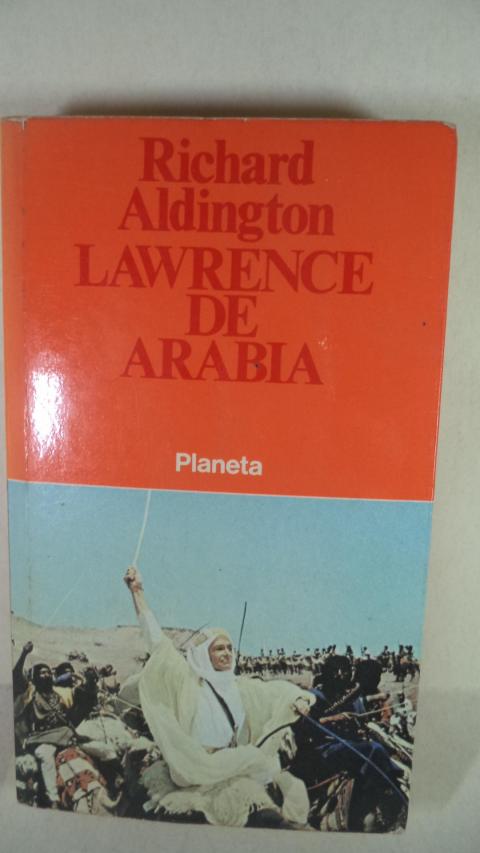 Richard
Aldington
LAWRENCE
DE
ARABIA
Planeta